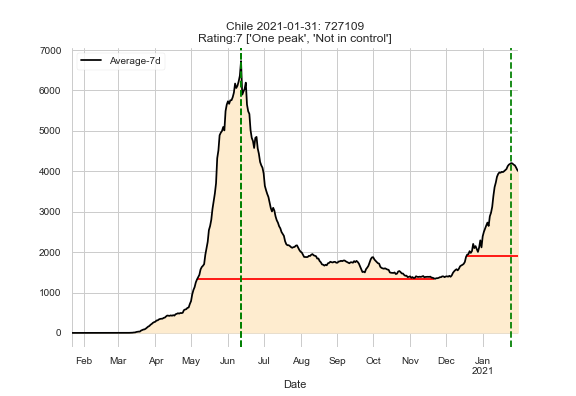 Chile 2021-01-31: 727109
Rating:7 ['One peak', 'Not in control']
7000
Average-7d
6000
5000
4000
3000
2000
1000
0
Feb Mar Apr May Jun Jul Aug Sep Oct Nov Dec Jan
2021
Date